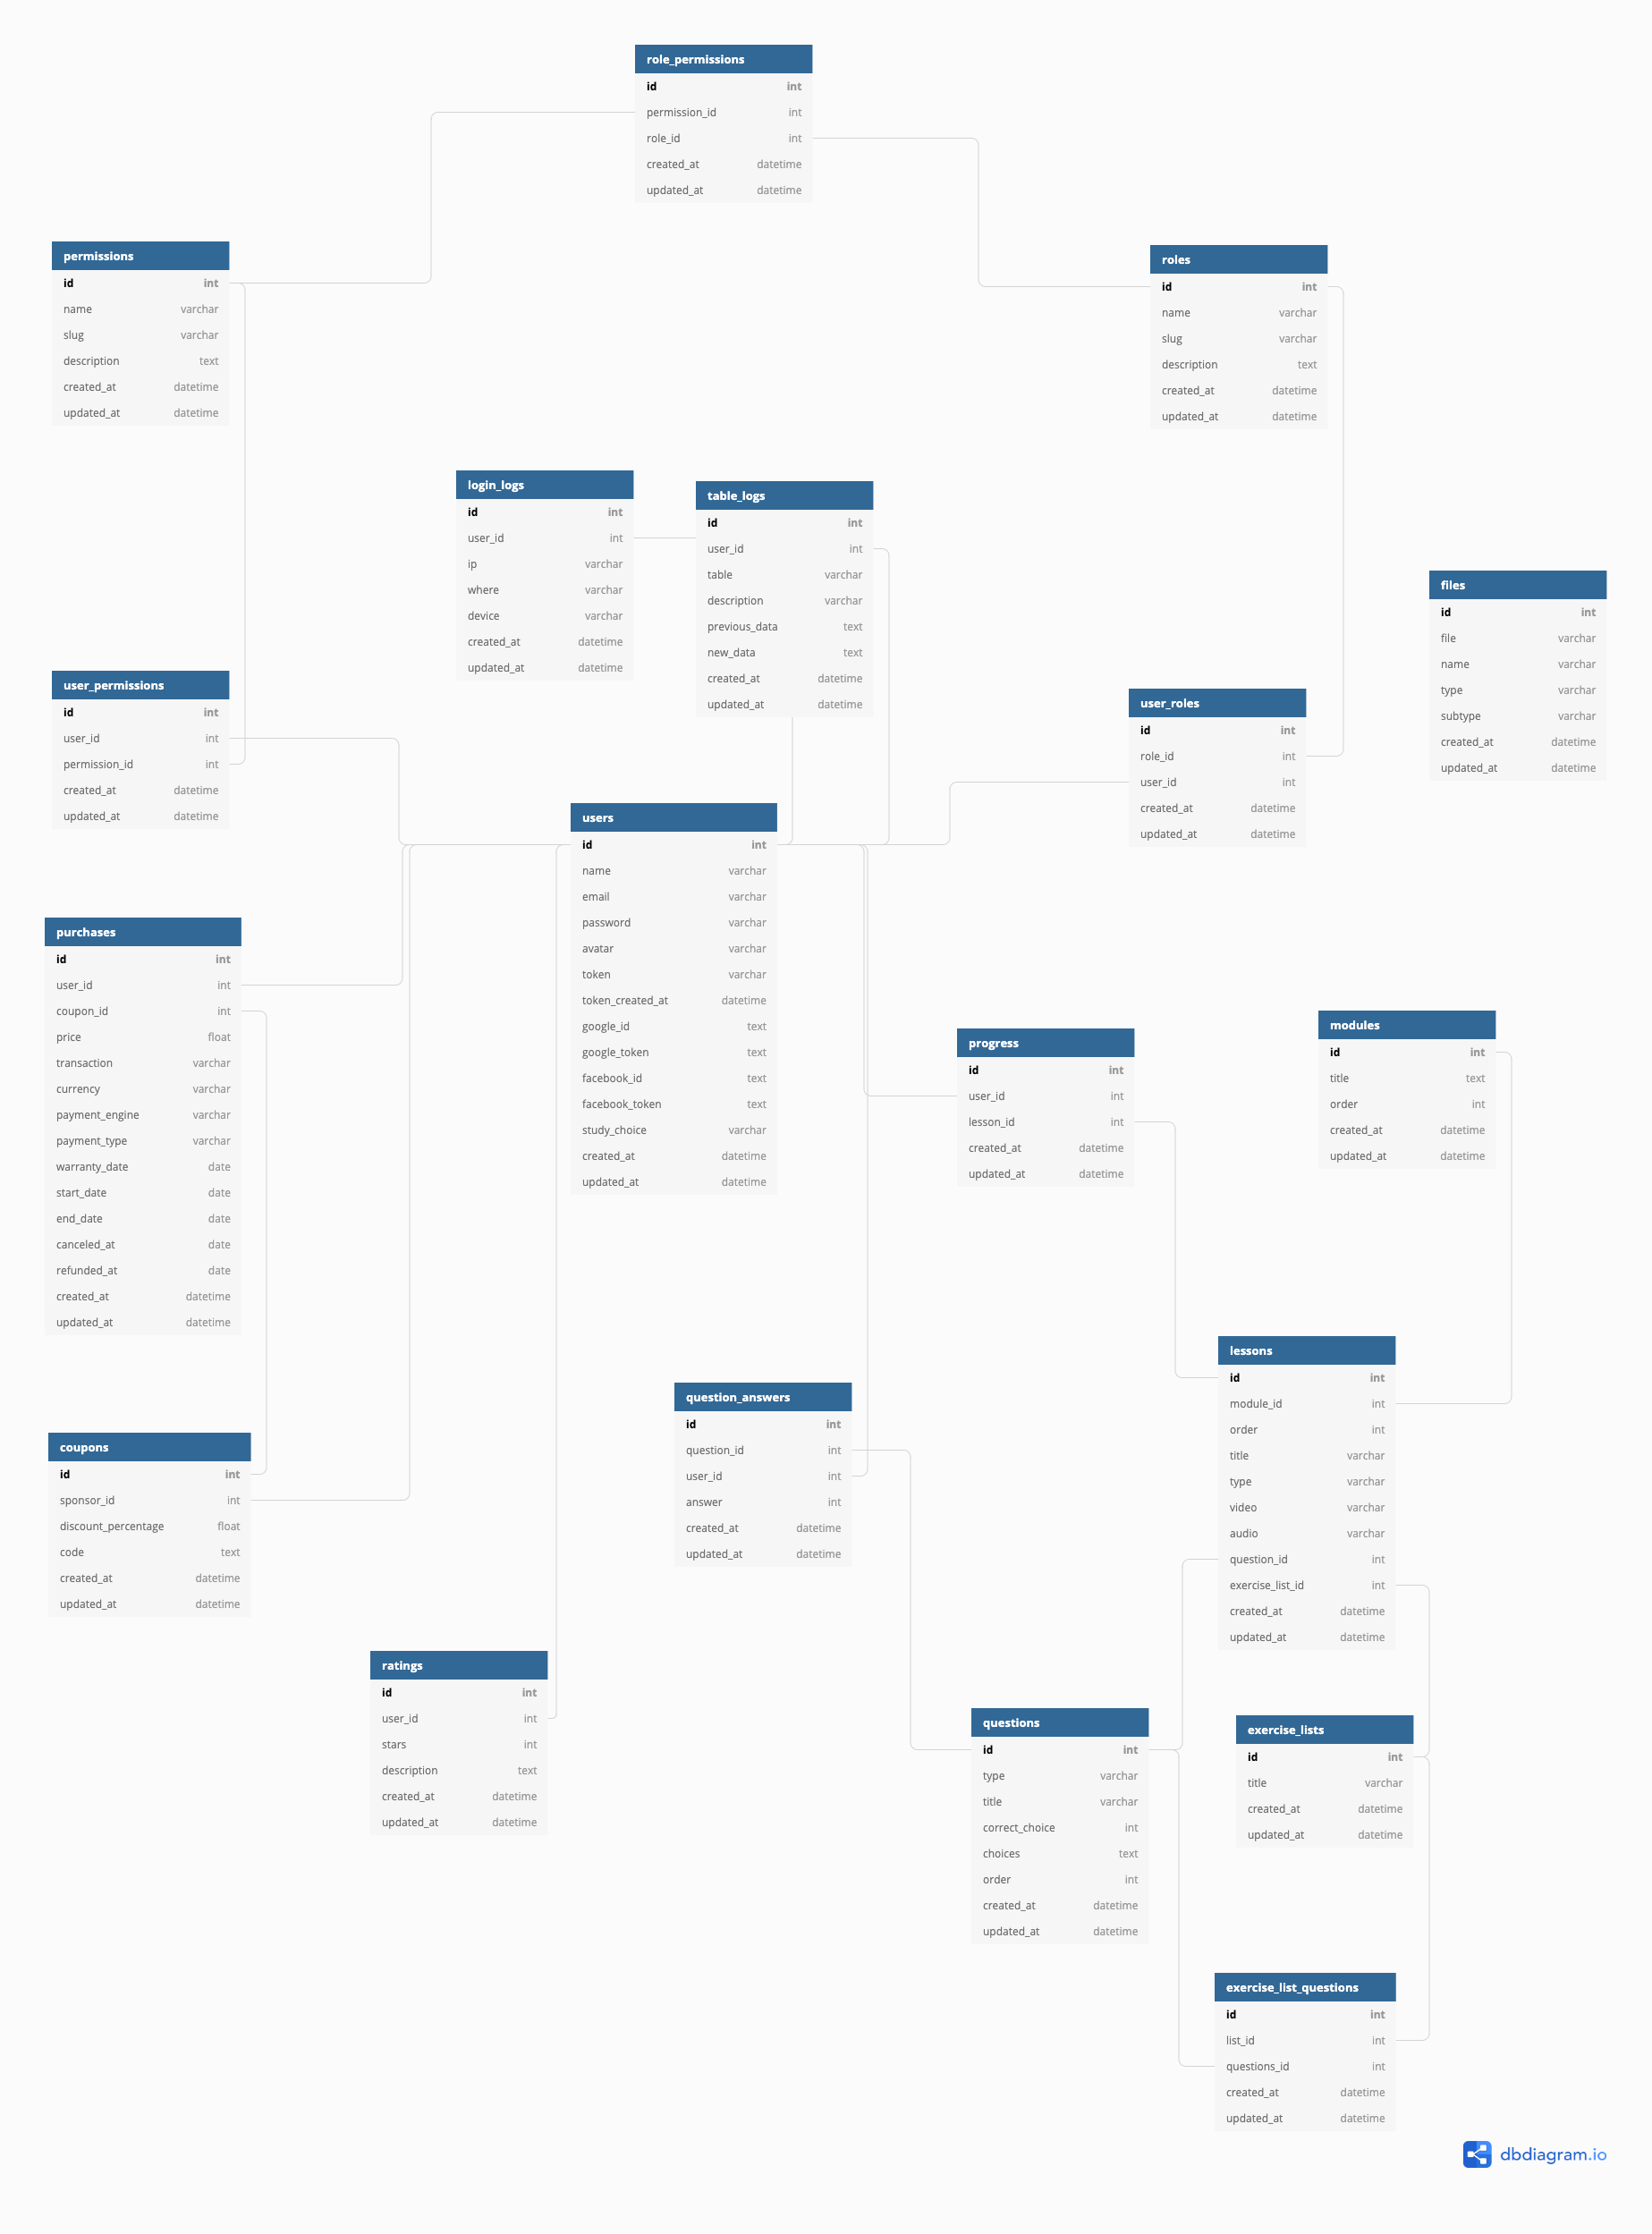 role_permissions
id int
permission_id int
role_id int
created_at datetime
updated_at datetime
permissions
id int
name varchar
slug varchar
description text
created_at datetime
updated_at datetime
roles
id int
name varchar
slug varchar
description text
created_at datetime
updated_at datetime
login_logs
id int
user_id int
ip varchar
where varchar
device varchar
created_at datetime
updated_at datetime
table_logs
id int
user_id int
table varchar
description varchar
previous_data text
new_data text
created_at datetime
updated_at datetime
files
id int
file varchar
name varchar
type varchar
subtype varchar
created_at datetime
updated_at datetime
user_permissions
id int
user_id int
permission_id int
created_at datetime
updated_at datetime
user_roles
id int
role_id int
user_id int
created_at datetime
updated_at datetime
users
id int
name varchar
email varchar
password varchar
avatar varchar
token varchar
token_created_at datetime
google_id text
google_token text
facebook_id text
facebook_token text
study_choice varchar
created_at datetime
updated_at datetime
purchases
id int
user_id int
coupon_id int
price float
transaction varchar
currency varchar
payment_engine varchar
payment_type varchar
warranty_date date
start_date date
end_date date
canceled_at date
refunded_at date
created_at datetime
updated_at datetime
progress
id int
user_id int
lesson_id int
created_at datetime
updated_at datetime
modules
id int
title text
order int
created_at datetime
updated_at datetime
lessons
id int
module_id int
order int
title varchar
type varchar
video varchar
audio varchar
question_id int
exercise_list_id int
created_at datetime
updated_at datetime
question_answers
id int
question_id int
user_id int
answer int
created_at datetime
updated_at datetime
coupons
id int
sponsor_id int
discount_percentage float
code text
created_at datetime
updated_at datetime
ratings
id int
user_id int
stars int
description text
created_at datetime
updated_at datetime
questions
id int
type varchar
title varchar
correct_choice int
choices text
order int
created_at datetime
updated_at datetime
exercise_lists
id int
title varchar
created_at datetime
updated_at datetime
exercise_list_questions
id int
list_id int
questions_id int
created_at datetime
updated_at datetime
dbdiagram.io